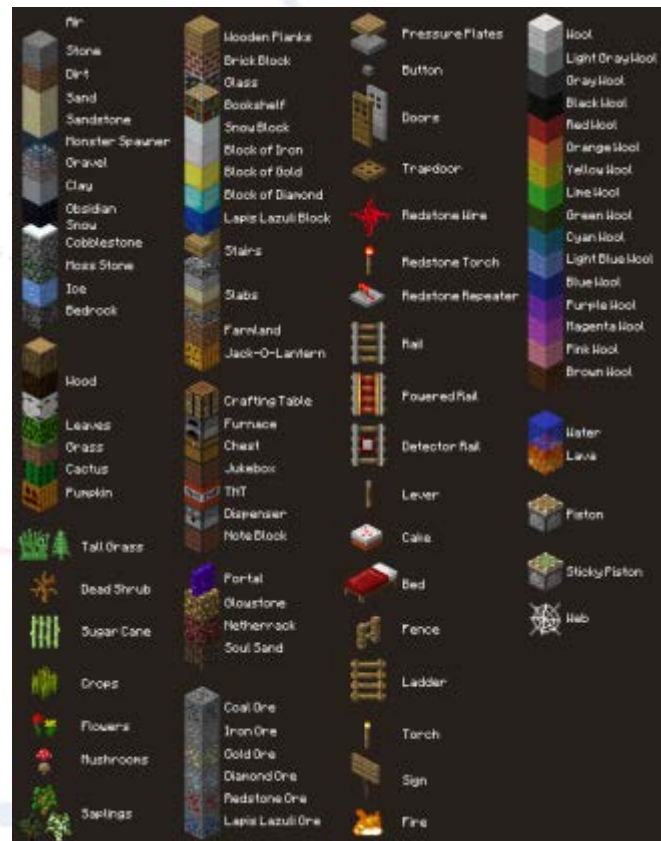 Air
Stone
Dirt
Sand
Sandstone
Monster Spawner
Gravel
Clay
Obsidian
Snow
Cobblestone
Moss Stone
Ice
Bedrock
Wood
Leaves
Grass
Cactus
Pumpkin
Tall Grass
Dead Shrub
Sugar Cane
Crops
Flowers
Mushrooms
Saplings
Wooden Planks
Brick Block
Glass
Bookshelf
Snow Block
Block of Iron
Block of Gold
Block of Diamond
Lapis Lazuli Block
Stairs
Slabs
Farmland
Jack-O-Lantern
Crafting Table
Furnace
Chest
Jukebox
TNT
Dispenser
Note Block
Portal
Glowstone
Netherrack
Soul Sand
Coal Ore
Iron Ore
Gold Ore
Diamond Ore
Redstone Ore
Lapis Lazuli Ore
Pressure Plates
Button
Doors
Trapdoor
Redstone Wire
Redstone Torch
Redstone Repeater
Rail
Powered Rail
Detector Rail
Lever
Cake
Bed
Fence
Ladder
Torch
Sign
Fire
Wool
Light Gray Wool
Gray Wool
Black Wool
Red Wool
Orange Wool
Yellow Wool
Lime Wool
Green Wool
Cyan Wool
Light Blue Wool
Blue Wool
Purple Wool
Magenta Wool
Pink Wool
Brown Wool
Water
Lava
Piston
Sticky Piston
Web